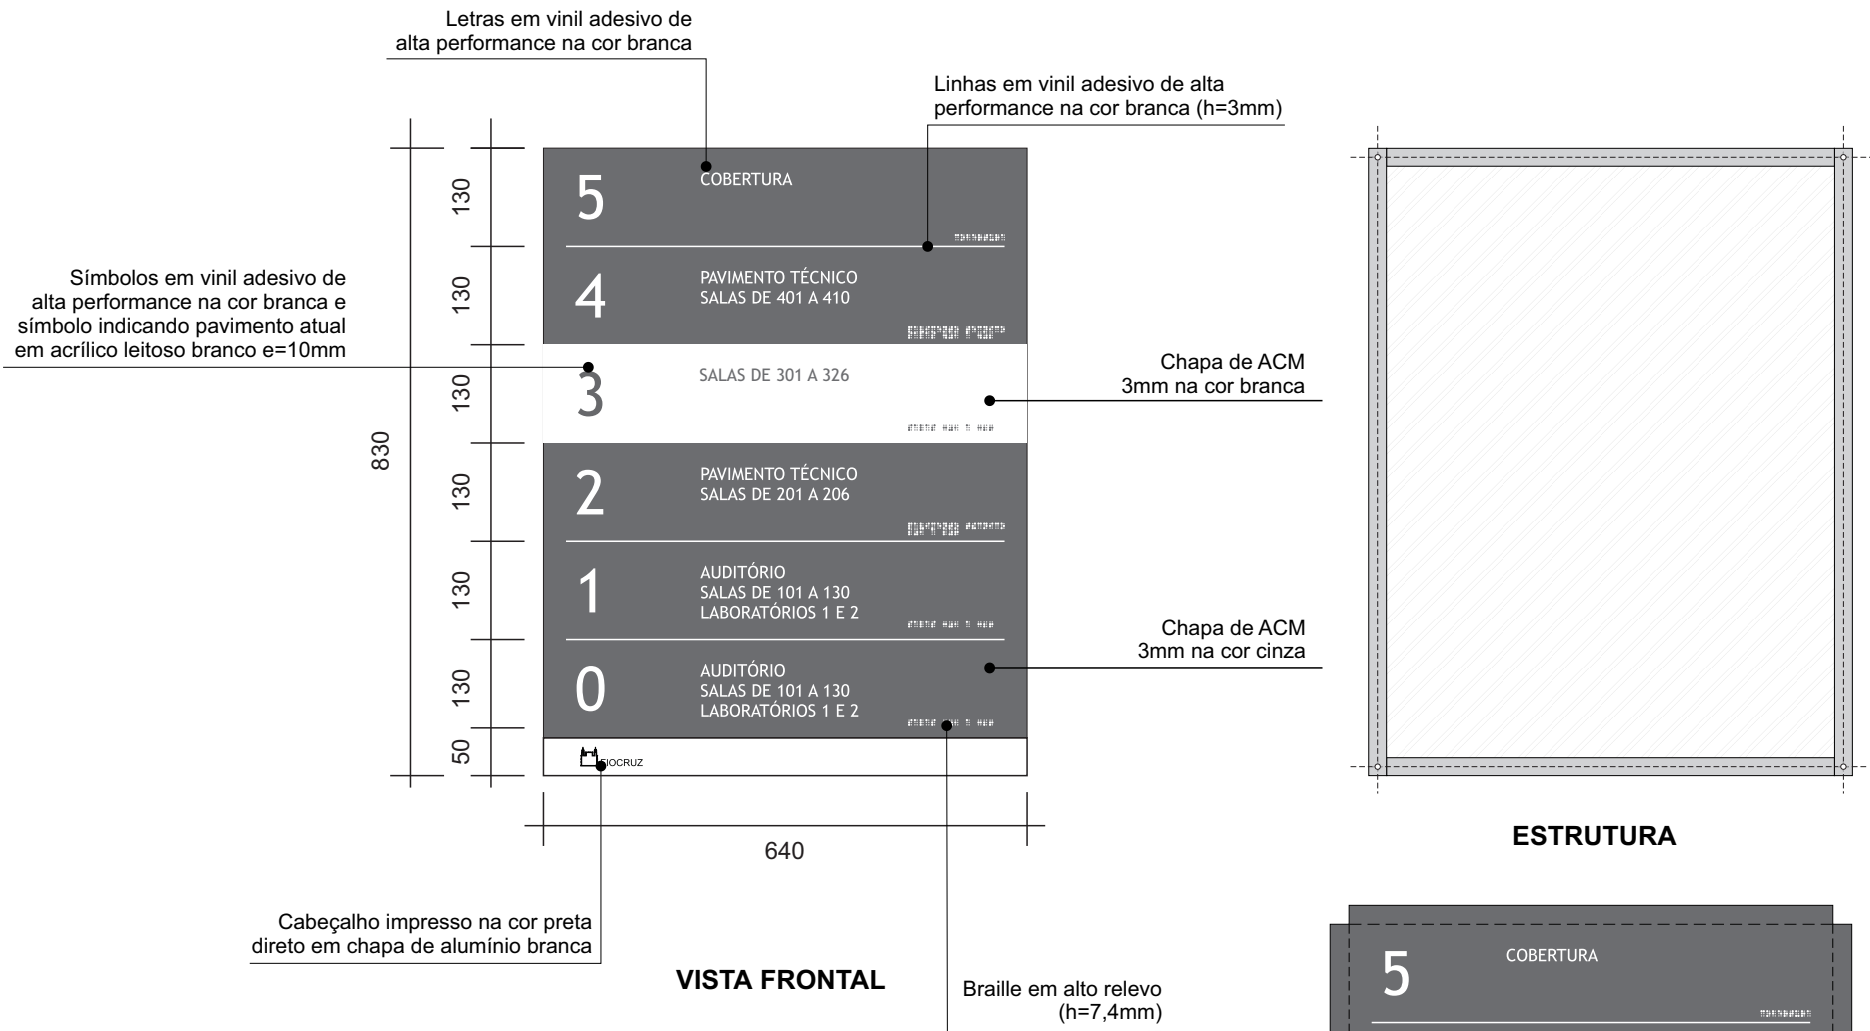 Letras em vinil adesivo de
alta performance na cor branca
Linhas em vinil adesivo de alta
performance na cor branca (h=3mm)
Símbolos em vinil adesivo de
alta performance na cor branca e
símbolo indicando pavimento atual
em acrílico leitoso branco e=10mm
830
130
130
130
130
130
130
50
5
COBERTURA
4
PAVIMENTO TÉCNICO
SALAS DE 401 A 410
3
SALAS DE 301 A 326
2
PAVIMENTO TÉCNICO
SALAS DE 201 A 206
1
AUDITÓRIO
SALAS DE 101 A 130
LABORATÓRIOS 1 E 2
0
AUDITÓRIO
SALAS DE 101 A 130
LABORATÓRIOS 1 E 2
FIOCRUZ
640
Chapa de ACM
3mm na cor branca
Chapa de ACM
3mm na cor cinza
Cabeçalho impresso na cor preta
direto em chapa de alumínio branca
VISTA FRONTAL
Braille em alto relevo
(h=7,4mm)
ESTRUTURA
5
COBERTURA